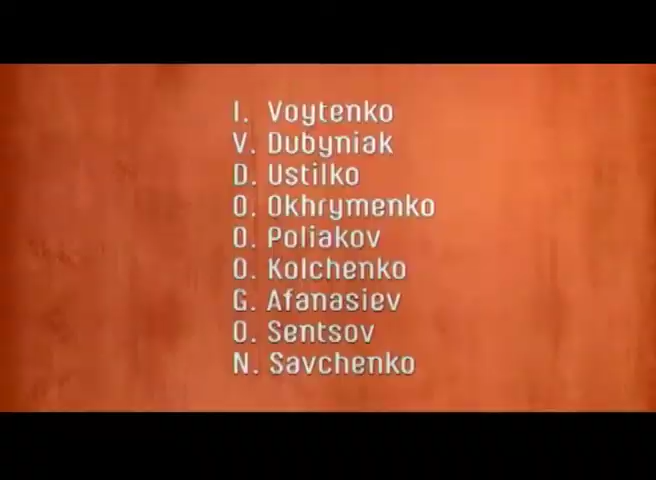 I. Voytenko
V. Dubyniak
D. Ustilko
O. Okhrymenko
O. Poliakov
O. Kolchenko
G. Afanasiev
O. Sentsov
N. Savchenko